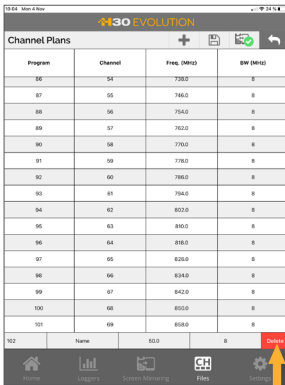 10:04 Mon 4 Nov 24 %
H30 EVOLUTION
Channel Plans
Program Channel Freq. (MHz) BW (MHz)
86 54 738.0 8
87 55 746.0 8
88 56 754.0 8
89 57 762.0 8
90 58 770.0 8
91 59 778.0 8
92 60 786.0 8
93 61 794.0 8
94 62 802.0 8
95 63 810.0 8
96 64 818.0 8
97 65 826.0 8
98 66 834.0 8
99 67 842.0 8
100 68 850.0 8
101 69 858.0 8
102 Name 50.0 8 Delete
Home Loggers Screen Mirroring Files Settings